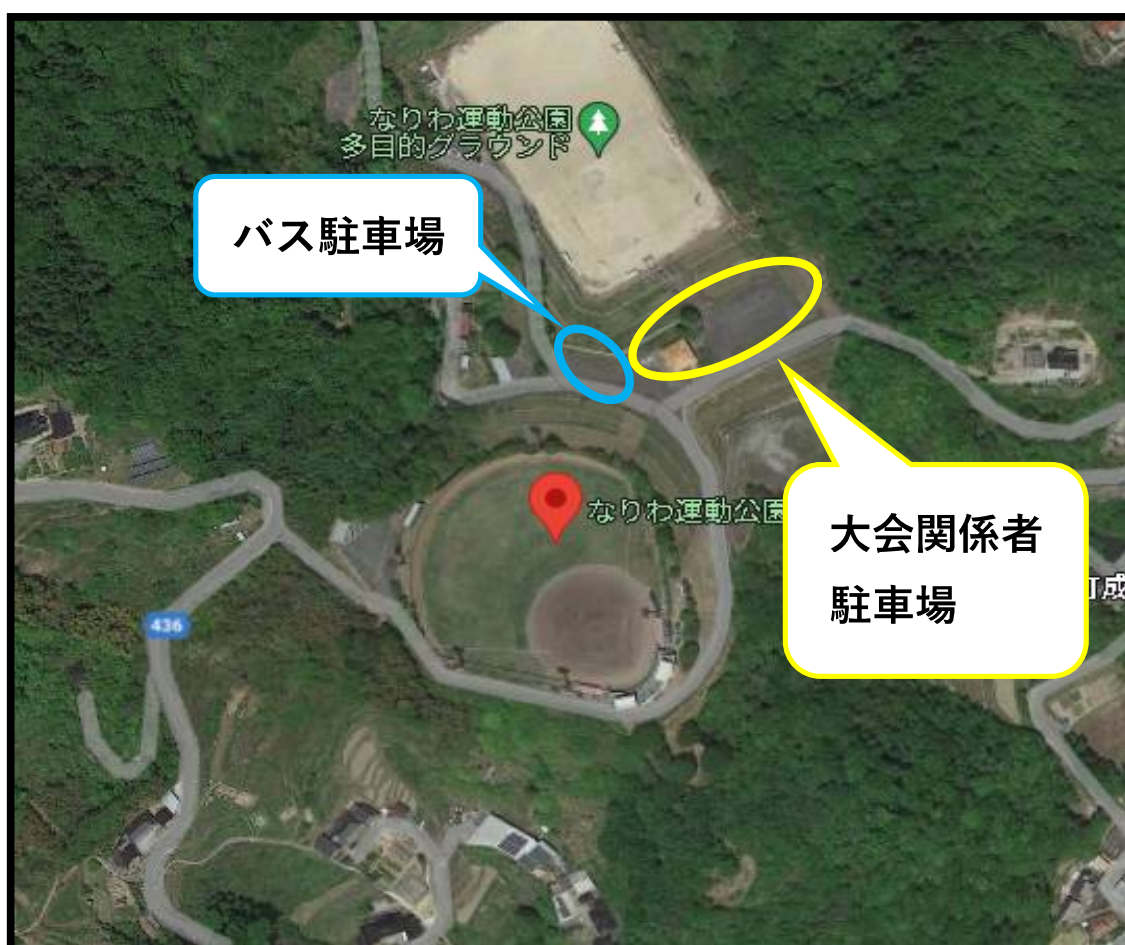 なりわ運動公園
多目的グラウンド
バス駐車場
なりわ運動公園
大会関係者
駐車場
成
436